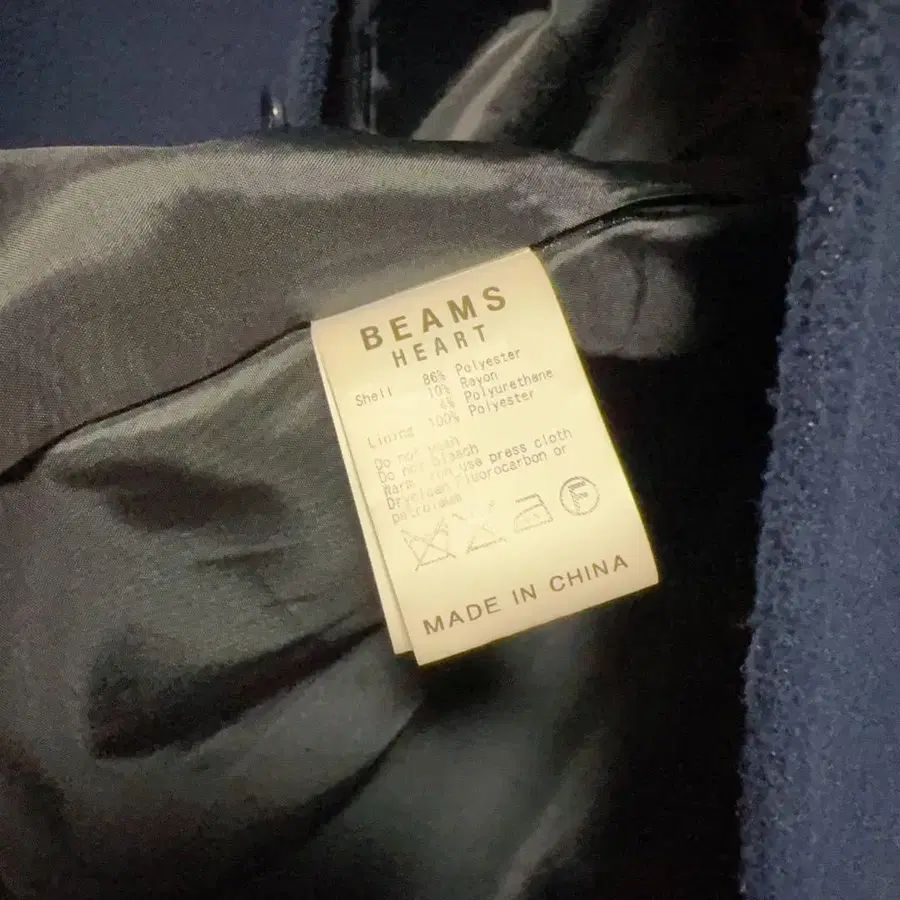 BEAMS
HEART
Shell 86% Polyester
10% Rayon
4% Polyurethane
Lining 100% Polyester
Do not wash
Do not bleach
Warm iron use press cloth
Dryclean Fluorocarbon or
petroleum
F
MADE IN CHINA